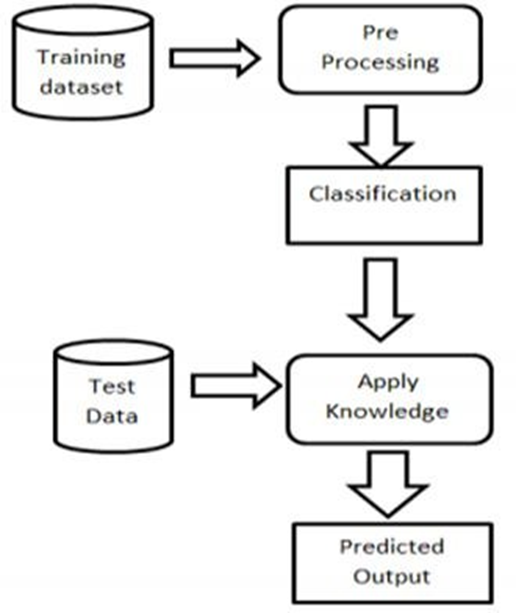 Training
dataset
Pre
Processing
Classification
Test
Data
Apply
Knowledge
Predicted
Output